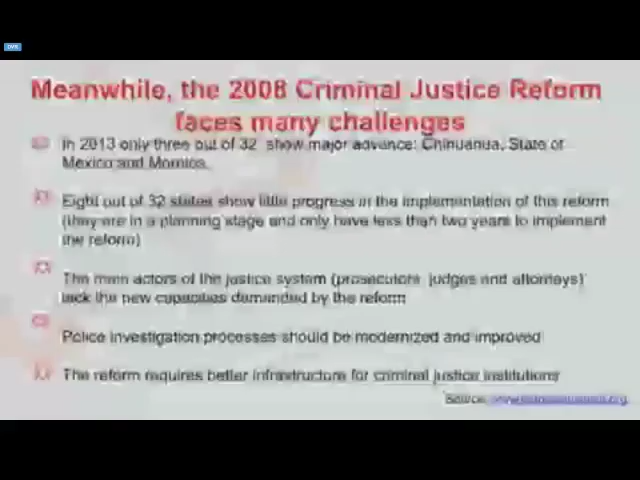 Meanwhile, the 2008 Criminal Justice Reform
faces many challenges
In 2013 only three out of 32 show major advance: Chihuahua, State of
Mexico and Morelos.
Eight out of 32 states show little progress in the implementation of this reform
(they are in a planning stage and only have less than two years to implement
the reform)
The main actors of the justice system (prosecutors, judges and attorneys)
lack the new capacities demanded by the reform
Police investigation processes should be modernized and improved
The reform requires better infrastructure for criminal justice institutions
Source: